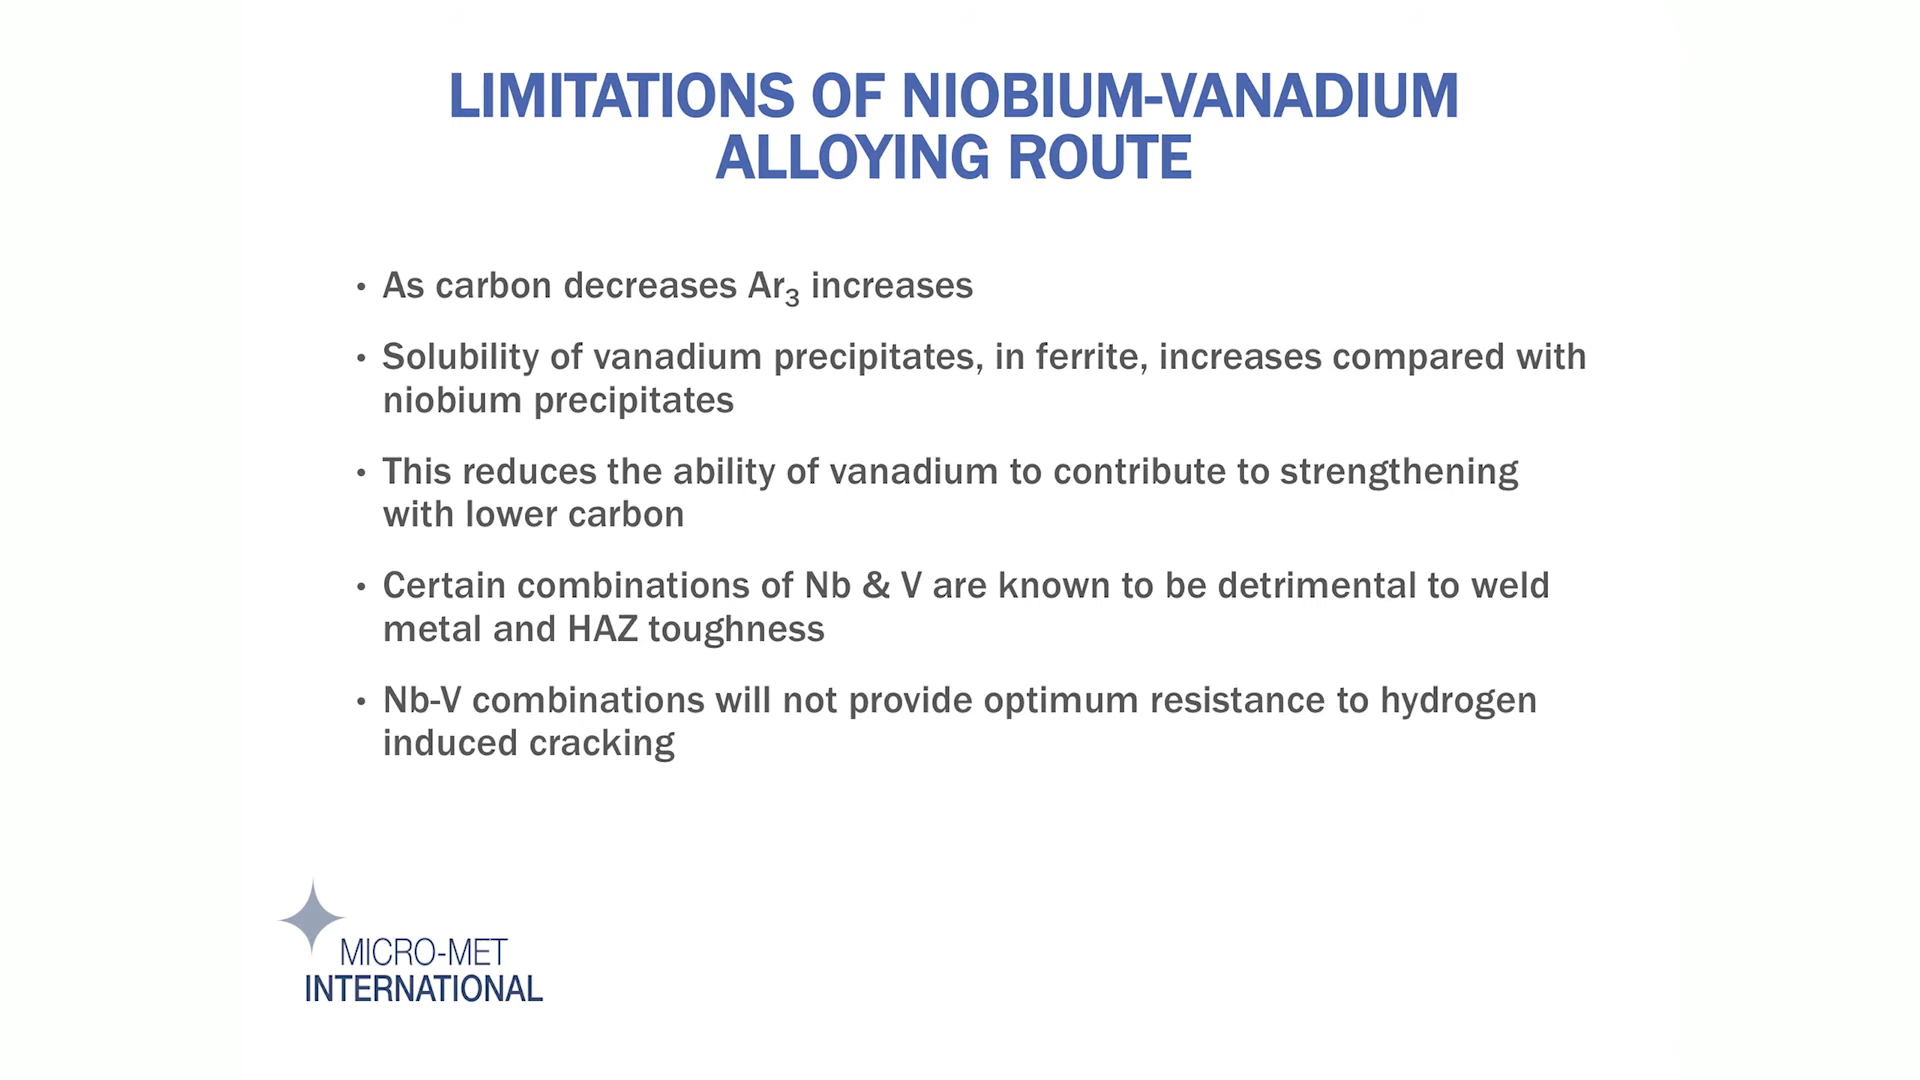 LIMITATIONS OF NIOBIUM-VANADIUM
ALLOYING ROUTE
• As carbon decreases Ar₃ increases
• Solubility of vanadium precipitates, in ferrite, increases compared with
niobium precipitates
• This reduces the ability of vanadium to contribute to strengthening
with lower carbon
• Certain combinations of Nb & V are known to be detrimental to weld
metal and HAZ toughness
• Nb-V combinations will not provide optimum resistance to hydrogen
induced cracking
MICRO-MET
INTERNATIONAL